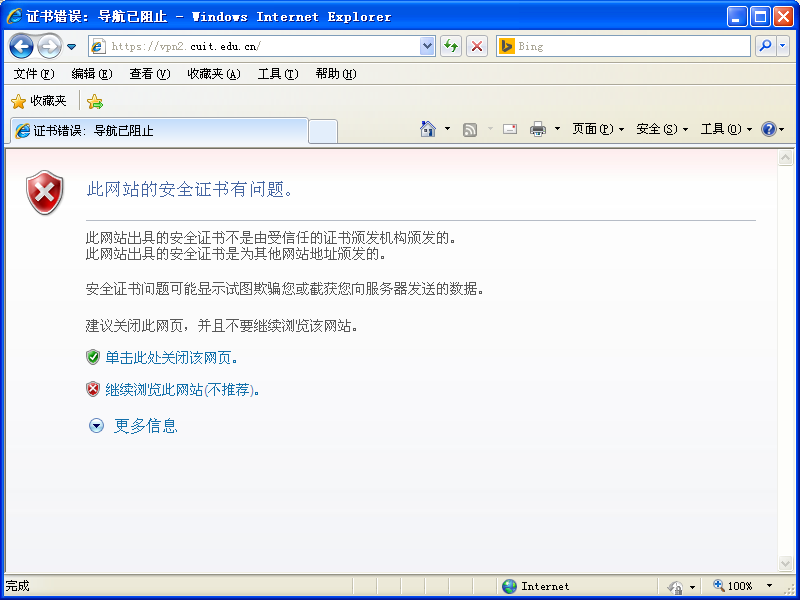 证书错误: 导航已阻止 - Windows Internet Explorer
https://vpn2.cuit.edu.cn/
Bing
文件(F) 编辑(E) 查看(V) 收藏夹(A) 工具(T) 帮助(H)
收藏夹
证书错误: 导航已阻止
页面(P) 安全(S) 工具(O)
此网站的安全证书有问题。
此网站出具的安全证书不是由受信任的证书颁发机构颁发的。
此网站出具的安全证书是为其他网站地址颁发的。
安全证书问题可能显示试图欺骗您或截获您向服务器发送的数据。
建议关闭此网页，并且不要继续浏览该网站。
单击此处关闭该网页。
继续浏览此网站(不推荐)。
更多信息
完成
Internet
100%